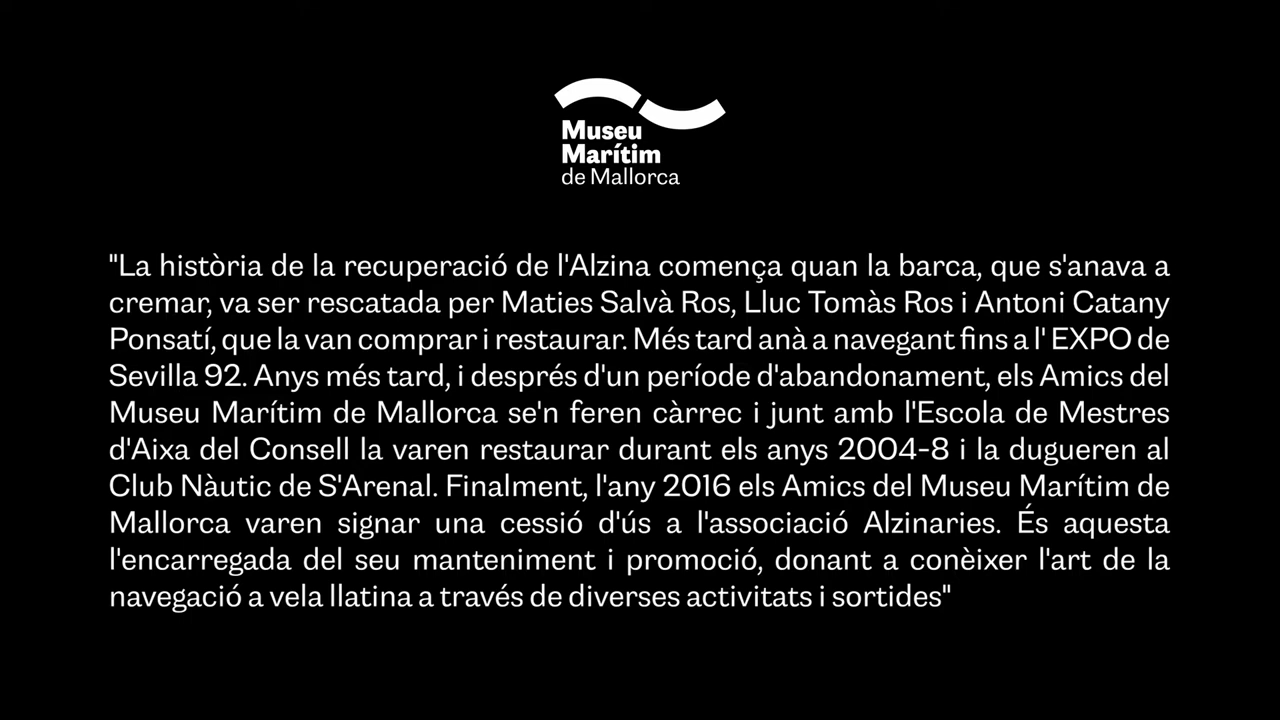 Museu
Marítim
de Mallorca
"La història de la recuperació de l'Alzina comença quan la barca, que s'anava a
cremar, va ser rescatada per Maties Salvà Ros, Lluc Tomàs Ros i Antoni Catany
Ponsatí, que la van comprar i restaurar. Més tard anà a navegant fins a l' EXPO de
Sevilla 92. Anys més tard, i després d'un període d'abandonament, els Amics del
Museu Marítim de Mallorca se'n feren càrrec i junt amb l'Escola de Mestres
d'Aixa del Consell la varen restaurar durant els anys 2004-8 i la dugueren al
Club Nàutic de S'Arenal. Finalment, l'any 2016 els Amics del Museu Marítim de
Mallorca varen signar una cessió d'ús a l'associació Alzinaries. És aquesta
l'encarregada del seu manteniment i promoció, donant a conèixer l'art de la
navegació a vela llatina a través de diverses activitats i sortides"